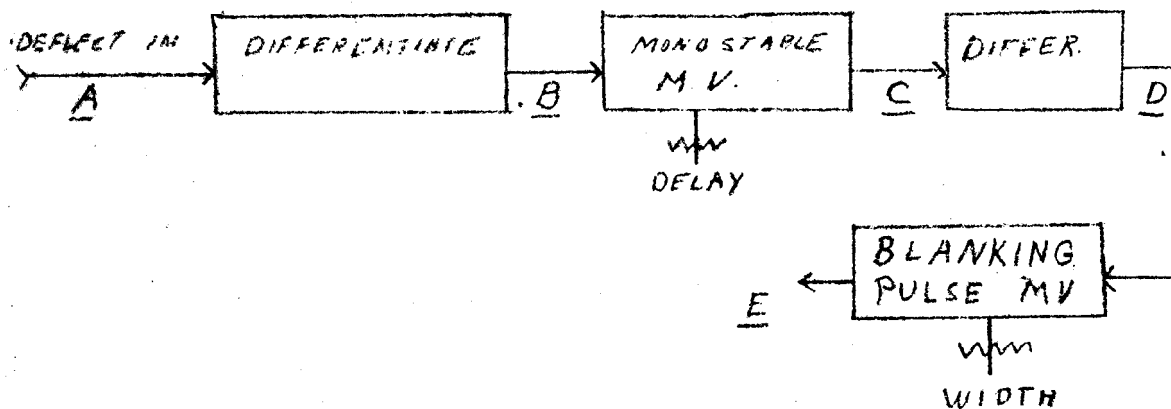 DEFLECT IN
DIFFERENTIATE
MONOSTABLE
M.V.
DIFFER.
A
B
C
D
DELAY
BLANKING
PULSE MV
E
WIDTH